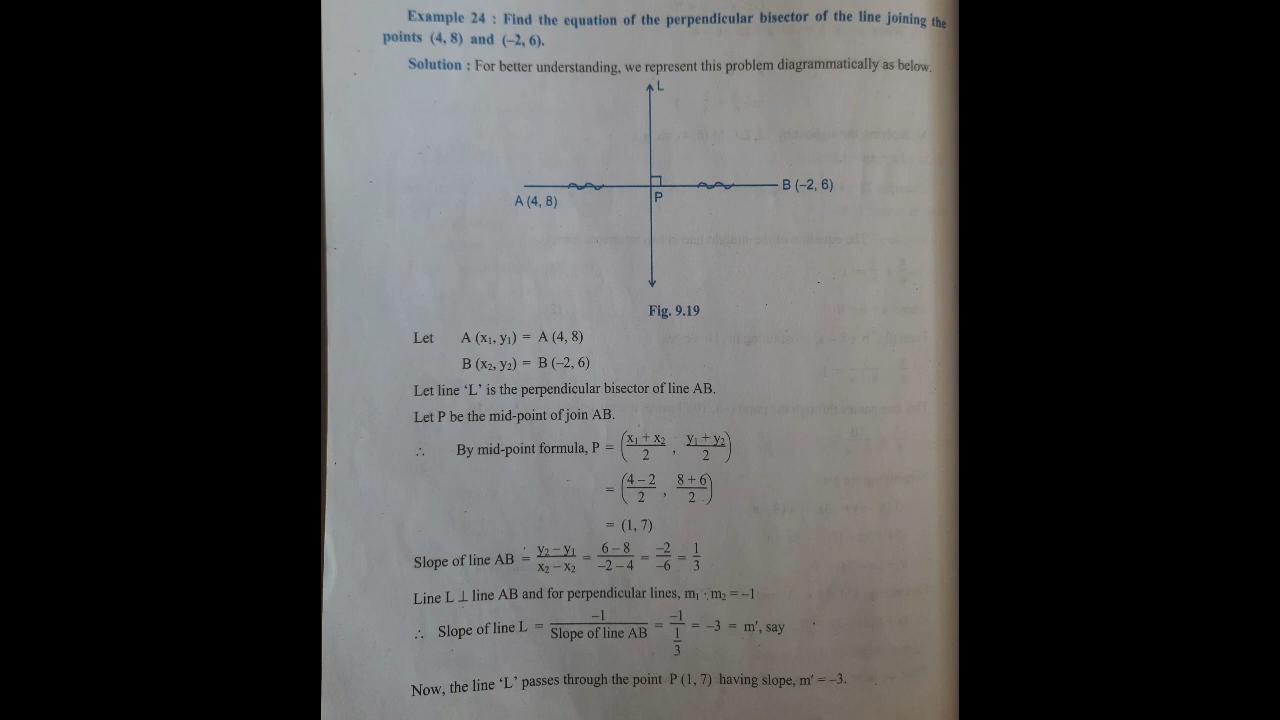 Example 24 : Find the equation of the perpendicular bisector of the line joining the
points (4, 8) and (–2, 6).
Solution : For better understanding, we represent this problem diagrammatically as below.
L
B (–2, 6)
A (4, 8)
P
Fig. 9.19
Let A (x₁, y₁) = A (4, 8)
B (x₂, y₂) = B (–2, 6)
Let line ‘L’ is the perpendicular bisector of line AB.
Let P be the mid-point of join AB.
∴ By mid-point formula, P = ((x₁ + x₂)/2 , (y₁ + y₂)/2)
= ((4 – 2)/2 , (8 + 6)/2)
= (1, 7)
Slope of line AB = (y₂ – y₁)/(x₂ – x₂) = (6 – 8)/(–2 – 4) = –2/–6 = 1/3
Line L ⊥ line AB and for perpendicular lines, m₁ · m₂ = –1
∴ Slope of line L = –1/(Slope of line AB) = –1/(1/3) = –3 = m′, say
Now, the line ‘L’ passes through the point P (1, 7) having slope, m′ = –3.